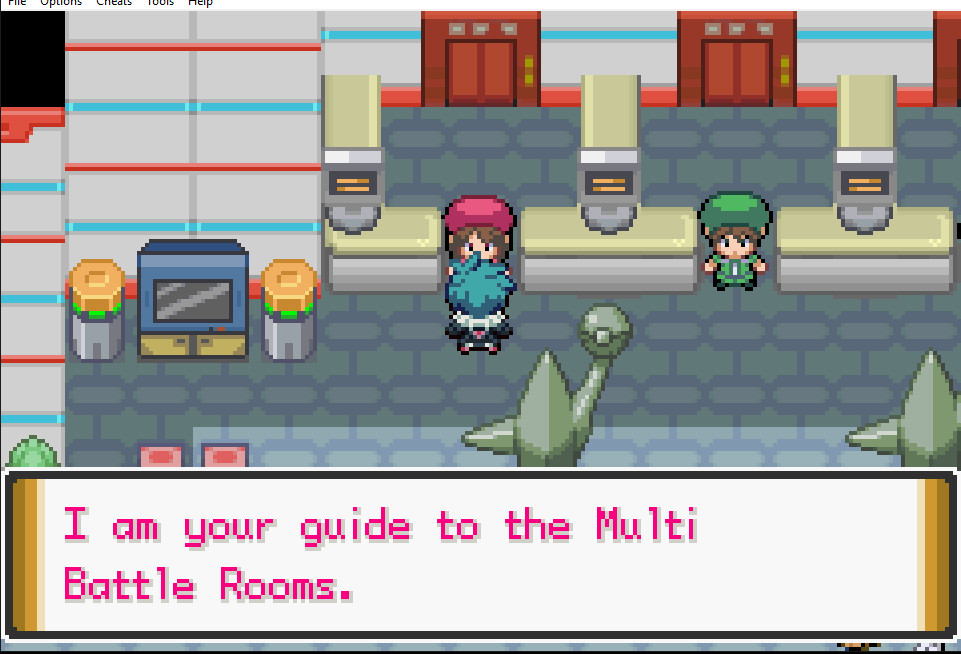 File Options Cheats Tools Help
I am your guide to the Multi
Battle Rooms.